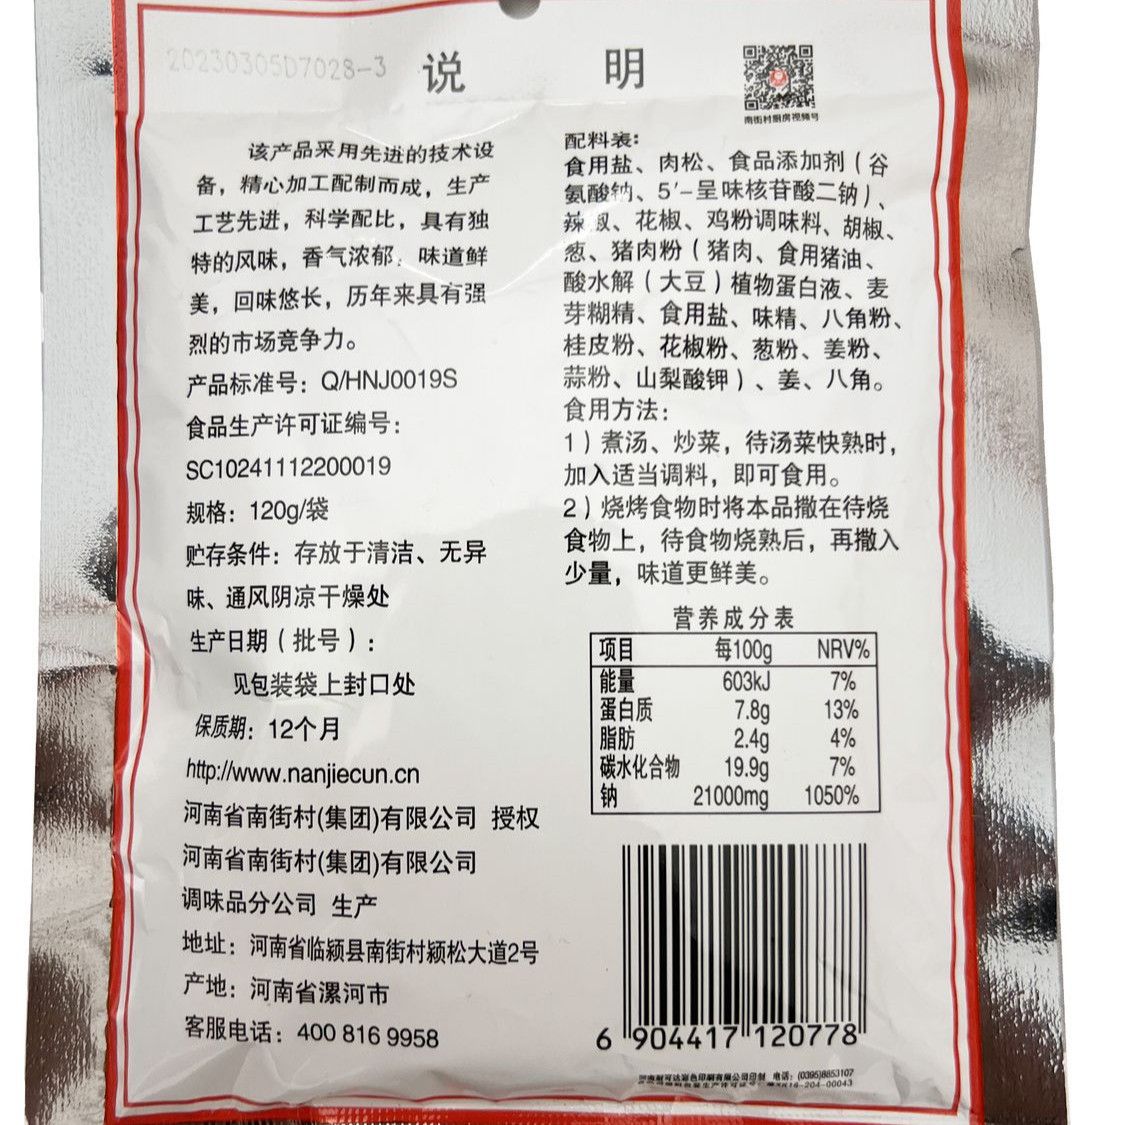 20230305D7028-3
说 明
南街村厨房视频号
该产品采用先进的技术设
备，精心加工配制而成，生产
工艺先进，科学配比，具有独
特的风味，香气浓郁，味道鲜
美，回味悠长，历年来具有强
烈的市场竞争力。
产品标准号：Q/HNJ0019S
食品生产许可证编号：
SC10241112200019
规格：120g/袋
贮存条件：存放于清洁、无异
味、通风阴凉干燥处
生产日期（批号）：
见包装袋上封口处
保质期：12个月
http://www.nanjiecun.cn
河南省南街村(集团)有限公司 授权
河南省南街村(集团)有限公司
调味品分公司 生产
地址：河南省临颍县南街村颍松大道2号
产地：河南省漯河市
客服电话：400 816 9958
配料表：
食用盐、肉松、食品添加剂（谷
氨酸钠、5′-呈味核苷酸二钠）、
辣椒、花椒、鸡粉调味料、胡椒、
葱、猪肉粉（猪肉、食用猪油、
酸水解（大豆）植物蛋白液、麦
芽糊精、食用盐、味精、八角粉、
桂皮粉、花椒粉、葱粉、姜粉、
蒜粉、山梨酸钾）、姜、八角。
食用方法：
1）煮汤、炒菜，待汤菜快熟时，
加入适当调料，即可食用。
2）烧烤食物时将本品撒在待烧
食物上，待食物烧熟后，再撒入
少量，味道更鲜美。
营养成分表
项目 每100g NRV%
能量 603kJ 7%
蛋白质 7.8g 13%
脂肪 2.4g 4%
碳水化合物 19.9g 7%
钠 21000mg 1050%
6 904417 120778
彩色印刷有限公司印制 电话：(0395)8853107